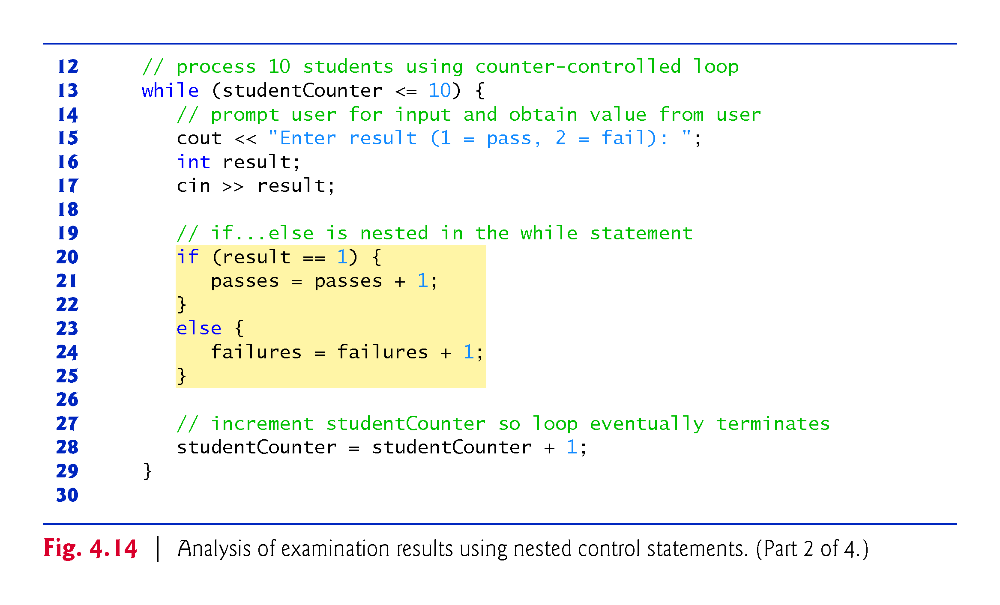 12 // process 10 students using counter-controlled loop
13 while (studentCounter <= 10) {
14 // prompt user for input and obtain value from user
15 cout << "Enter result (1 = pass, 2 = fail): ";
16 int result;
17 cin >> result;
18
19 // if...else is nested in the while statement
20 if (result == 1) {
21 passes = passes + 1;
22 }
23 else {
24 failures = failures + 1;
25 }
26
27 // increment studentCounter so loop eventually terminates
28 studentCounter = studentCounter + 1;
29 }
30
Fig. 4.14 | Analysis of examination results using nested control statements. (Part 2 of 4.)